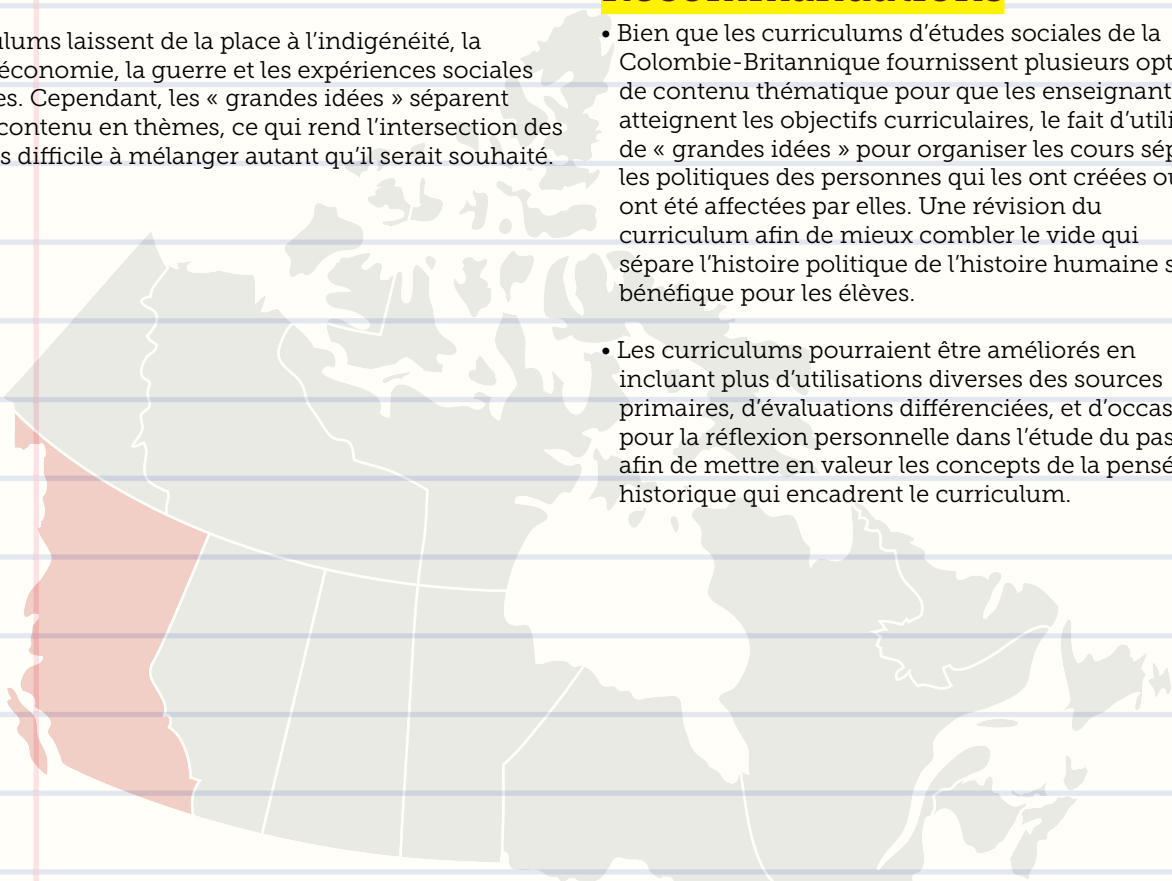 ulums laissent de la place à l’indigénéité, la
économie, la guerre et les expériences sociales
es. Cependant, les « grandes idées » séparent
contenu en thèmes, ce qui rend l’intersection des
s difficile à mélanger autant qu’il serait souhaité.
Recommandations
• Bien que les curriculums d’études sociales de la
Colombie-Britannique fournissent plusieurs opt
de contenu thématique pour que les enseignant
atteignent les objectifs curriculaires, le fait d’utili
de « grandes idées » pour organiser les cours sép
les politiques des personnes qui les ont créées ou
ont été affectées par elles. Une révision du
curriculum afin de mieux combler le vide qui
sépare l’histoire politique de l’histoire humaine s
bénéfique pour les élèves.
• Les curriculums pourraient être améliorés en
incluant plus d’utilisations diverses des sources
primaires, d’évaluations différenciées, et d’occas
pour la réflexion personnelle dans l’étude du pas
afin de mettre en valeur les concepts de la pensé
historique qui encadrent le curriculum.